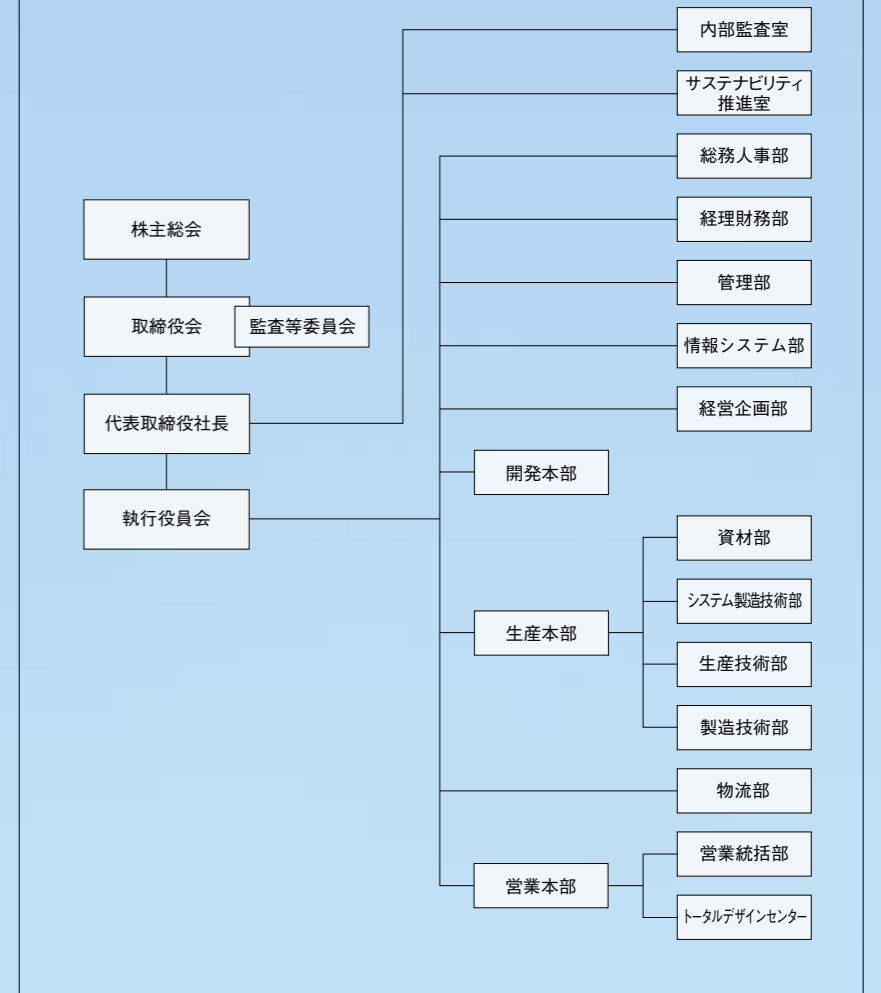 内部監査室
サステナビリティ
推進室
総務人事部
経理財務部
管理部
情報システム部
経営企画部
株主総会
取締役会
監査等委員会
代表取締役社長
執行役員会
開発本部
生産本部
資材部
システム製造技術部
生産技術部
製造技術部
物流部
営業本部
営業統括部
トータルデザインセンター